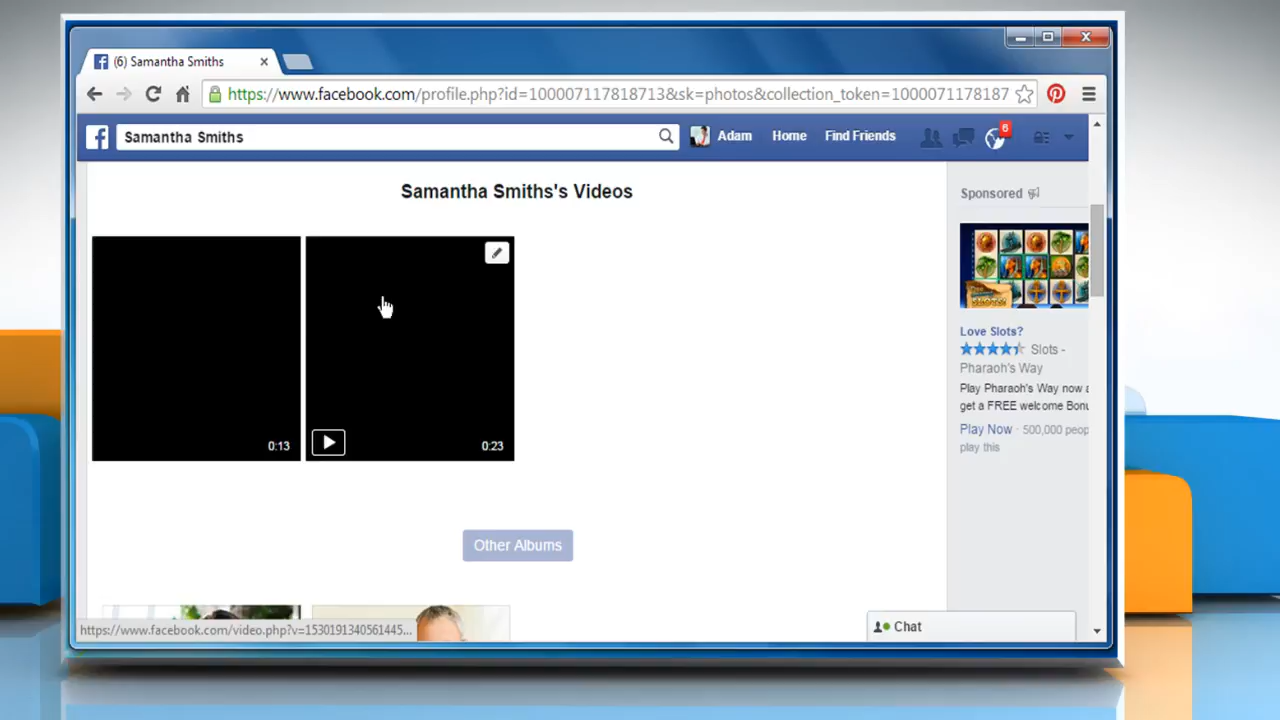 (6) Samantha Smiths
https://www.facebook.com/profile.php?id=100007117818713&sk=photos&collection_token=1000071178187
Samantha Smiths
Adam
Home
Find Friends
6
Samantha Smiths's Videos
0:13
0:23
Other Albums
Sponsored
Love Slots?
Slots -
Pharaoh's Way
Play Pharaoh's Way now a
get a FREE welcome Bonu
Play Now · 500,000 peop
play this
https://www.facebook.com/video.php?v=1530191340561445...
Chat